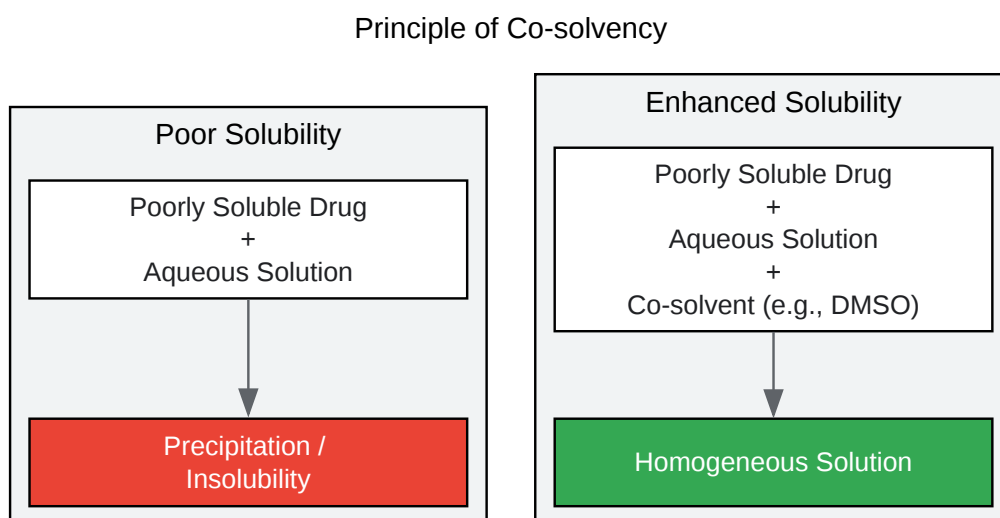 Principle of Co-solvency
Poor Solubility
Poorly Soluble Drug
+
Aqueous Solution
Precipitation /
Insolubility
Enhanced Solubility
Poorly Soluble Drug
+
Aqueous Solution
+
Co-solvent (e.g., DMSO)
Homogeneous Solution